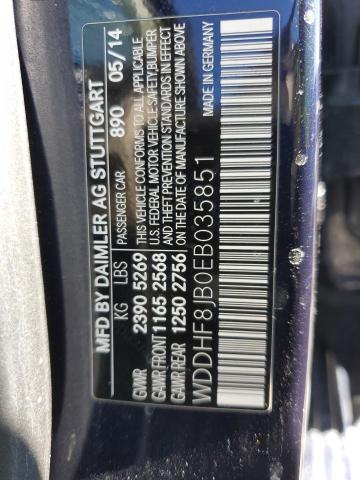 MFD BY DAIMLER AG STUTTGART
PASSENGER CAR 890 05/14
KG LBS
GVWR 2390 5269
GAWR FRONT 1165 2568
GAWR REAR 1250 2756
THIS VEHICLE CONFORMS TO ALL APPLICABLE
U.S. FEDERAL MOTOR VEHICLE SAFETY, BUMPER,
AND THEFT PREVENTION STANDARDS IN EFFECT
ON THE DATE OF MANUFACTURE SHOWN ABOVE
WDDHF8JB0EB035851
MADE IN GERMANY